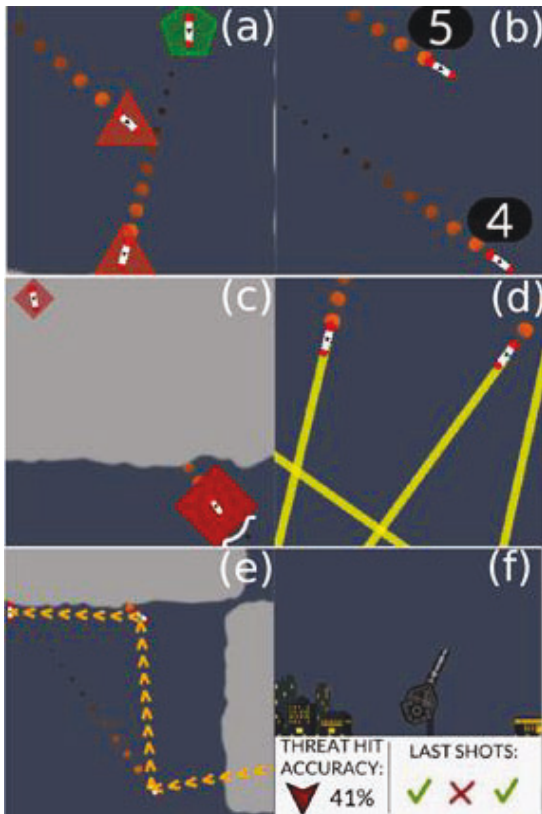 (a)
(b)
5
4
(c)
(d)
(e)
(f)
THREAT HIT
ACCURACY:
41%
LAST SHOTS: